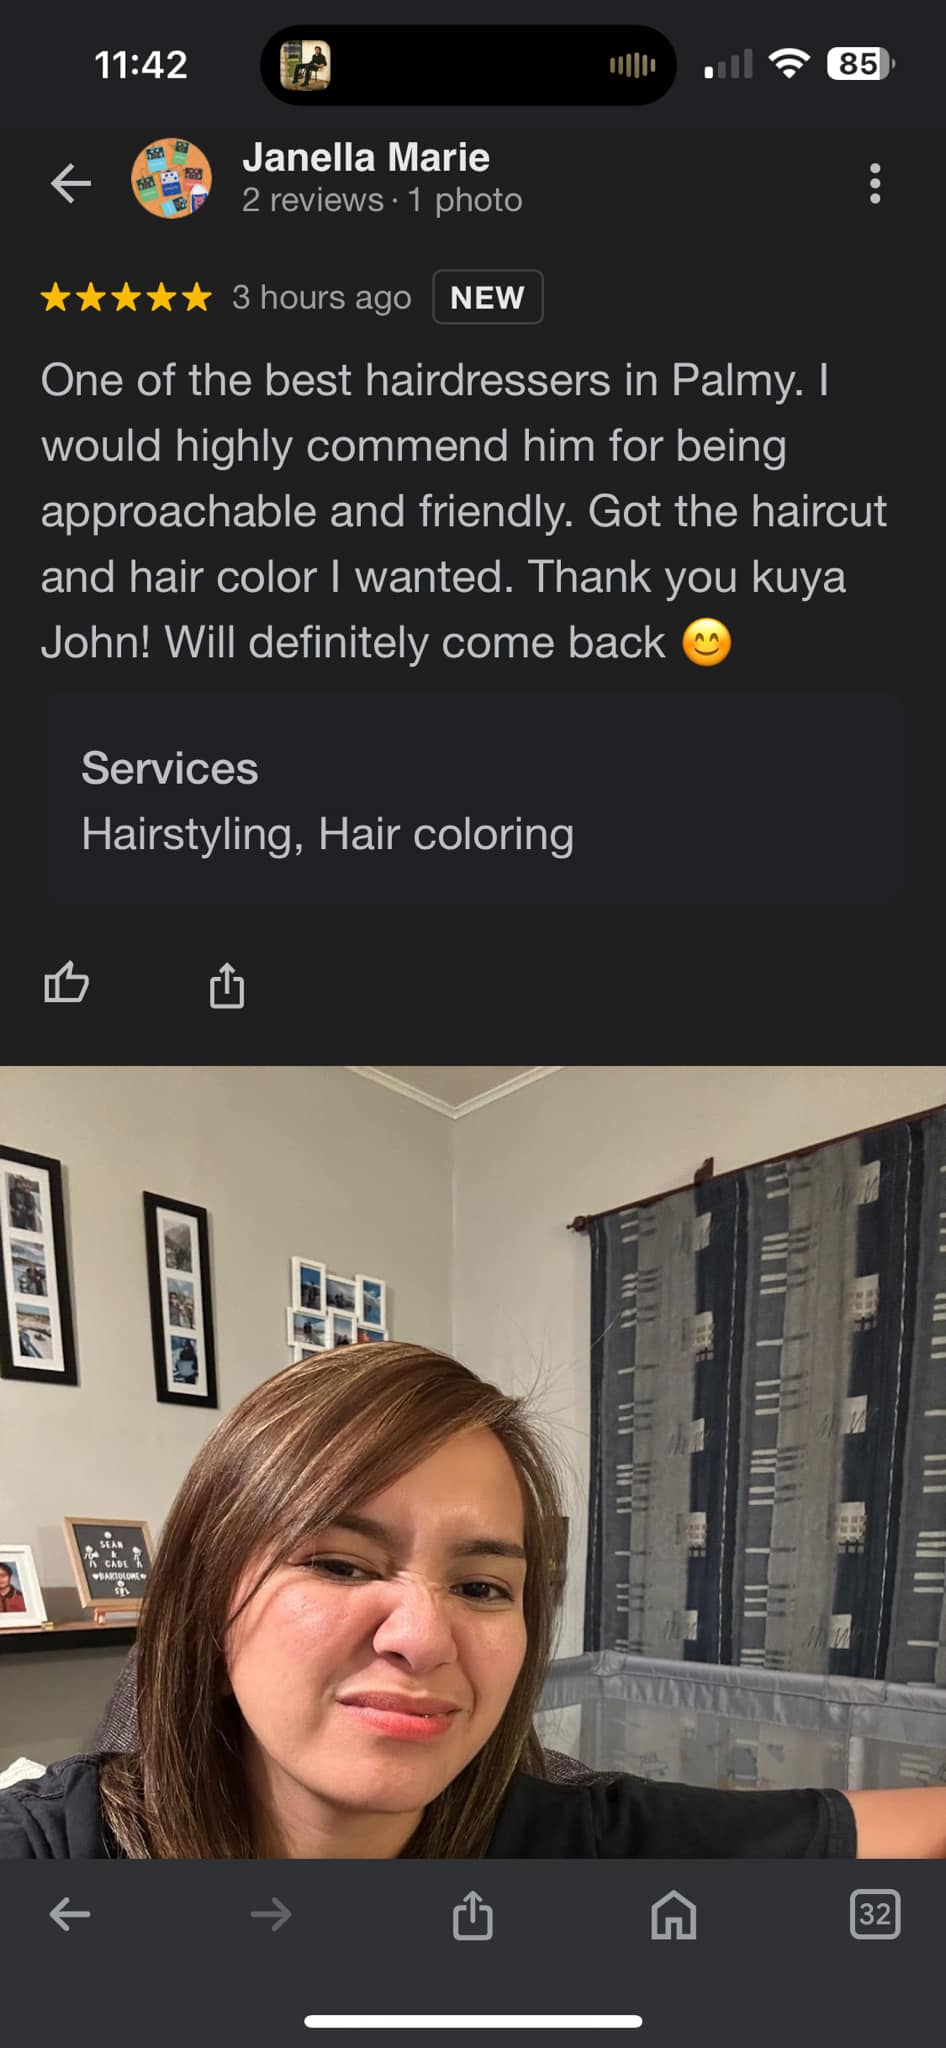 11:42
85
Janella Marie
2 reviews · 1 photo
3 hours ago NEW
One of the best hairdressers in Palmy. I
would highly commend him for being
approachable and friendly. Got the haircut
and hair color I wanted. Thank you kuya
John! Will definitely come back 😊
Services
Hairstyling, Hair coloring
SEAN
&
CADE
BARTOLOME
32